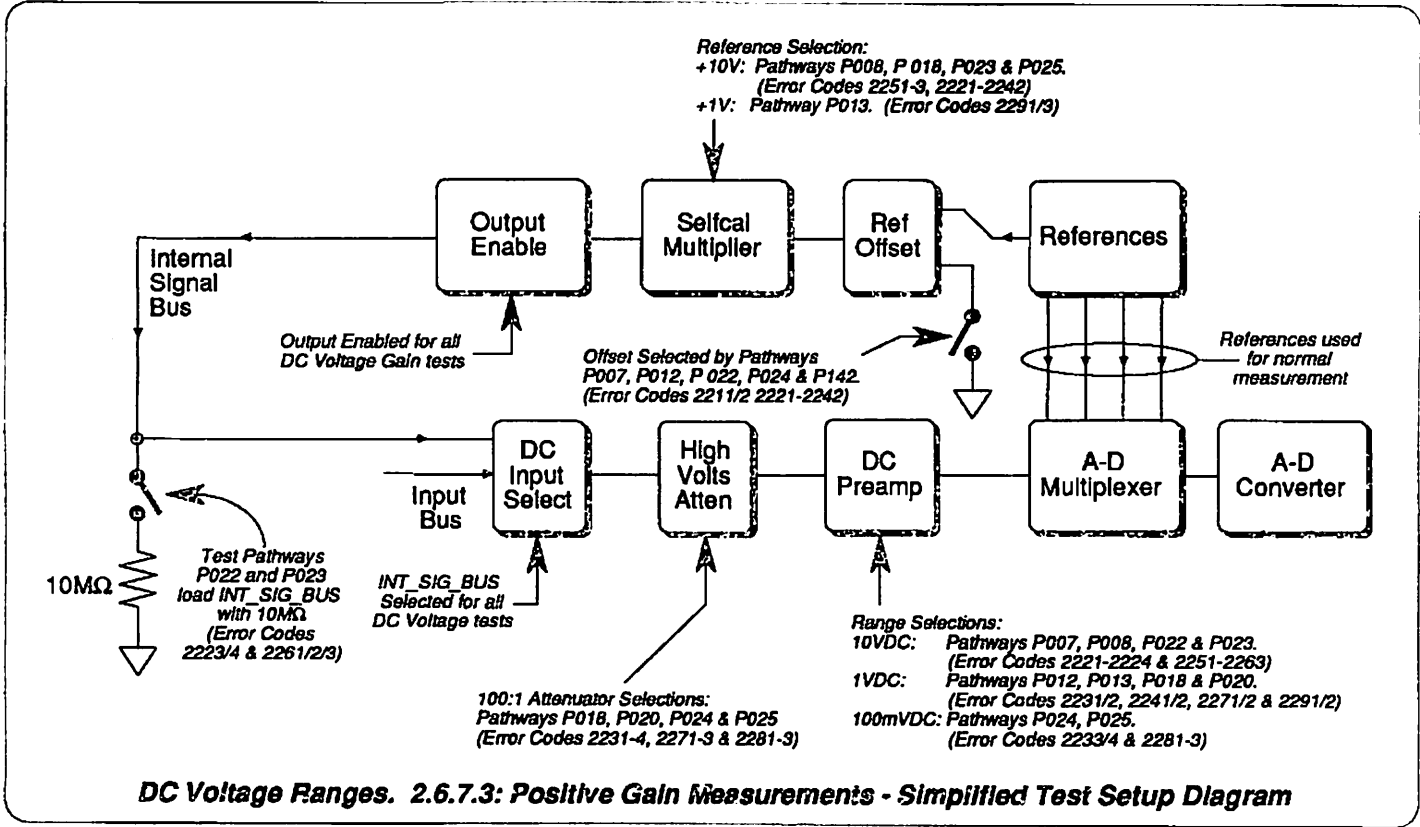 Reference Selection:
+10V: Pathways P008, P 018, P023 & P025.
(Error Codes 2251-3, 2221-2242)
+1V: Pathway P013. (Error Codes 2291/3)
Output
Enable
Selfcal
Multiplier
Ref
Offset
References
Internal
Signal
Bus
Output Enabled for all
DC Voltage Gain tests
Offset Selected by Pathways
P007, P012, P 022, P024 & P142.
(Error Codes 2211/2 2221-2242)
References used
for normal
measurement
DC
Input
Select
High
Volts
Atten
DC
Preamp
A-D
Multiplexer
A-D
Converter
Input
Bus
10MΩ
Test Pathways
P022 and P023
load INT_SIG_BUS
with 10MΩ
(Error Codes
2223/4 & 2261/2/3)
INT_SIG_BUS
Selected for all
DC Voltage tests
100:1 Attenuator Selections:
Pathways P018, P020, P024 & P025
(Error Codes 2231-4, 2271-3 & 2281-3)
Range Selections:
10VDC: Pathways P007, P008, P022 & P023.
(Error Codes 2221-2224 & 2251-2263)
1VDC: Pathways P012, P013, P018 & P020.
(Error Codes 2231/2, 2241/2, 2271/2 & 2291/2)
100mVDC: Pathways P024, P025.
(Error Codes 2233/4 & 2281-3)
DC Voltage Ranges. 2.6.7.3: Positive Gain Measurements - Simplified Test Setup Diagram